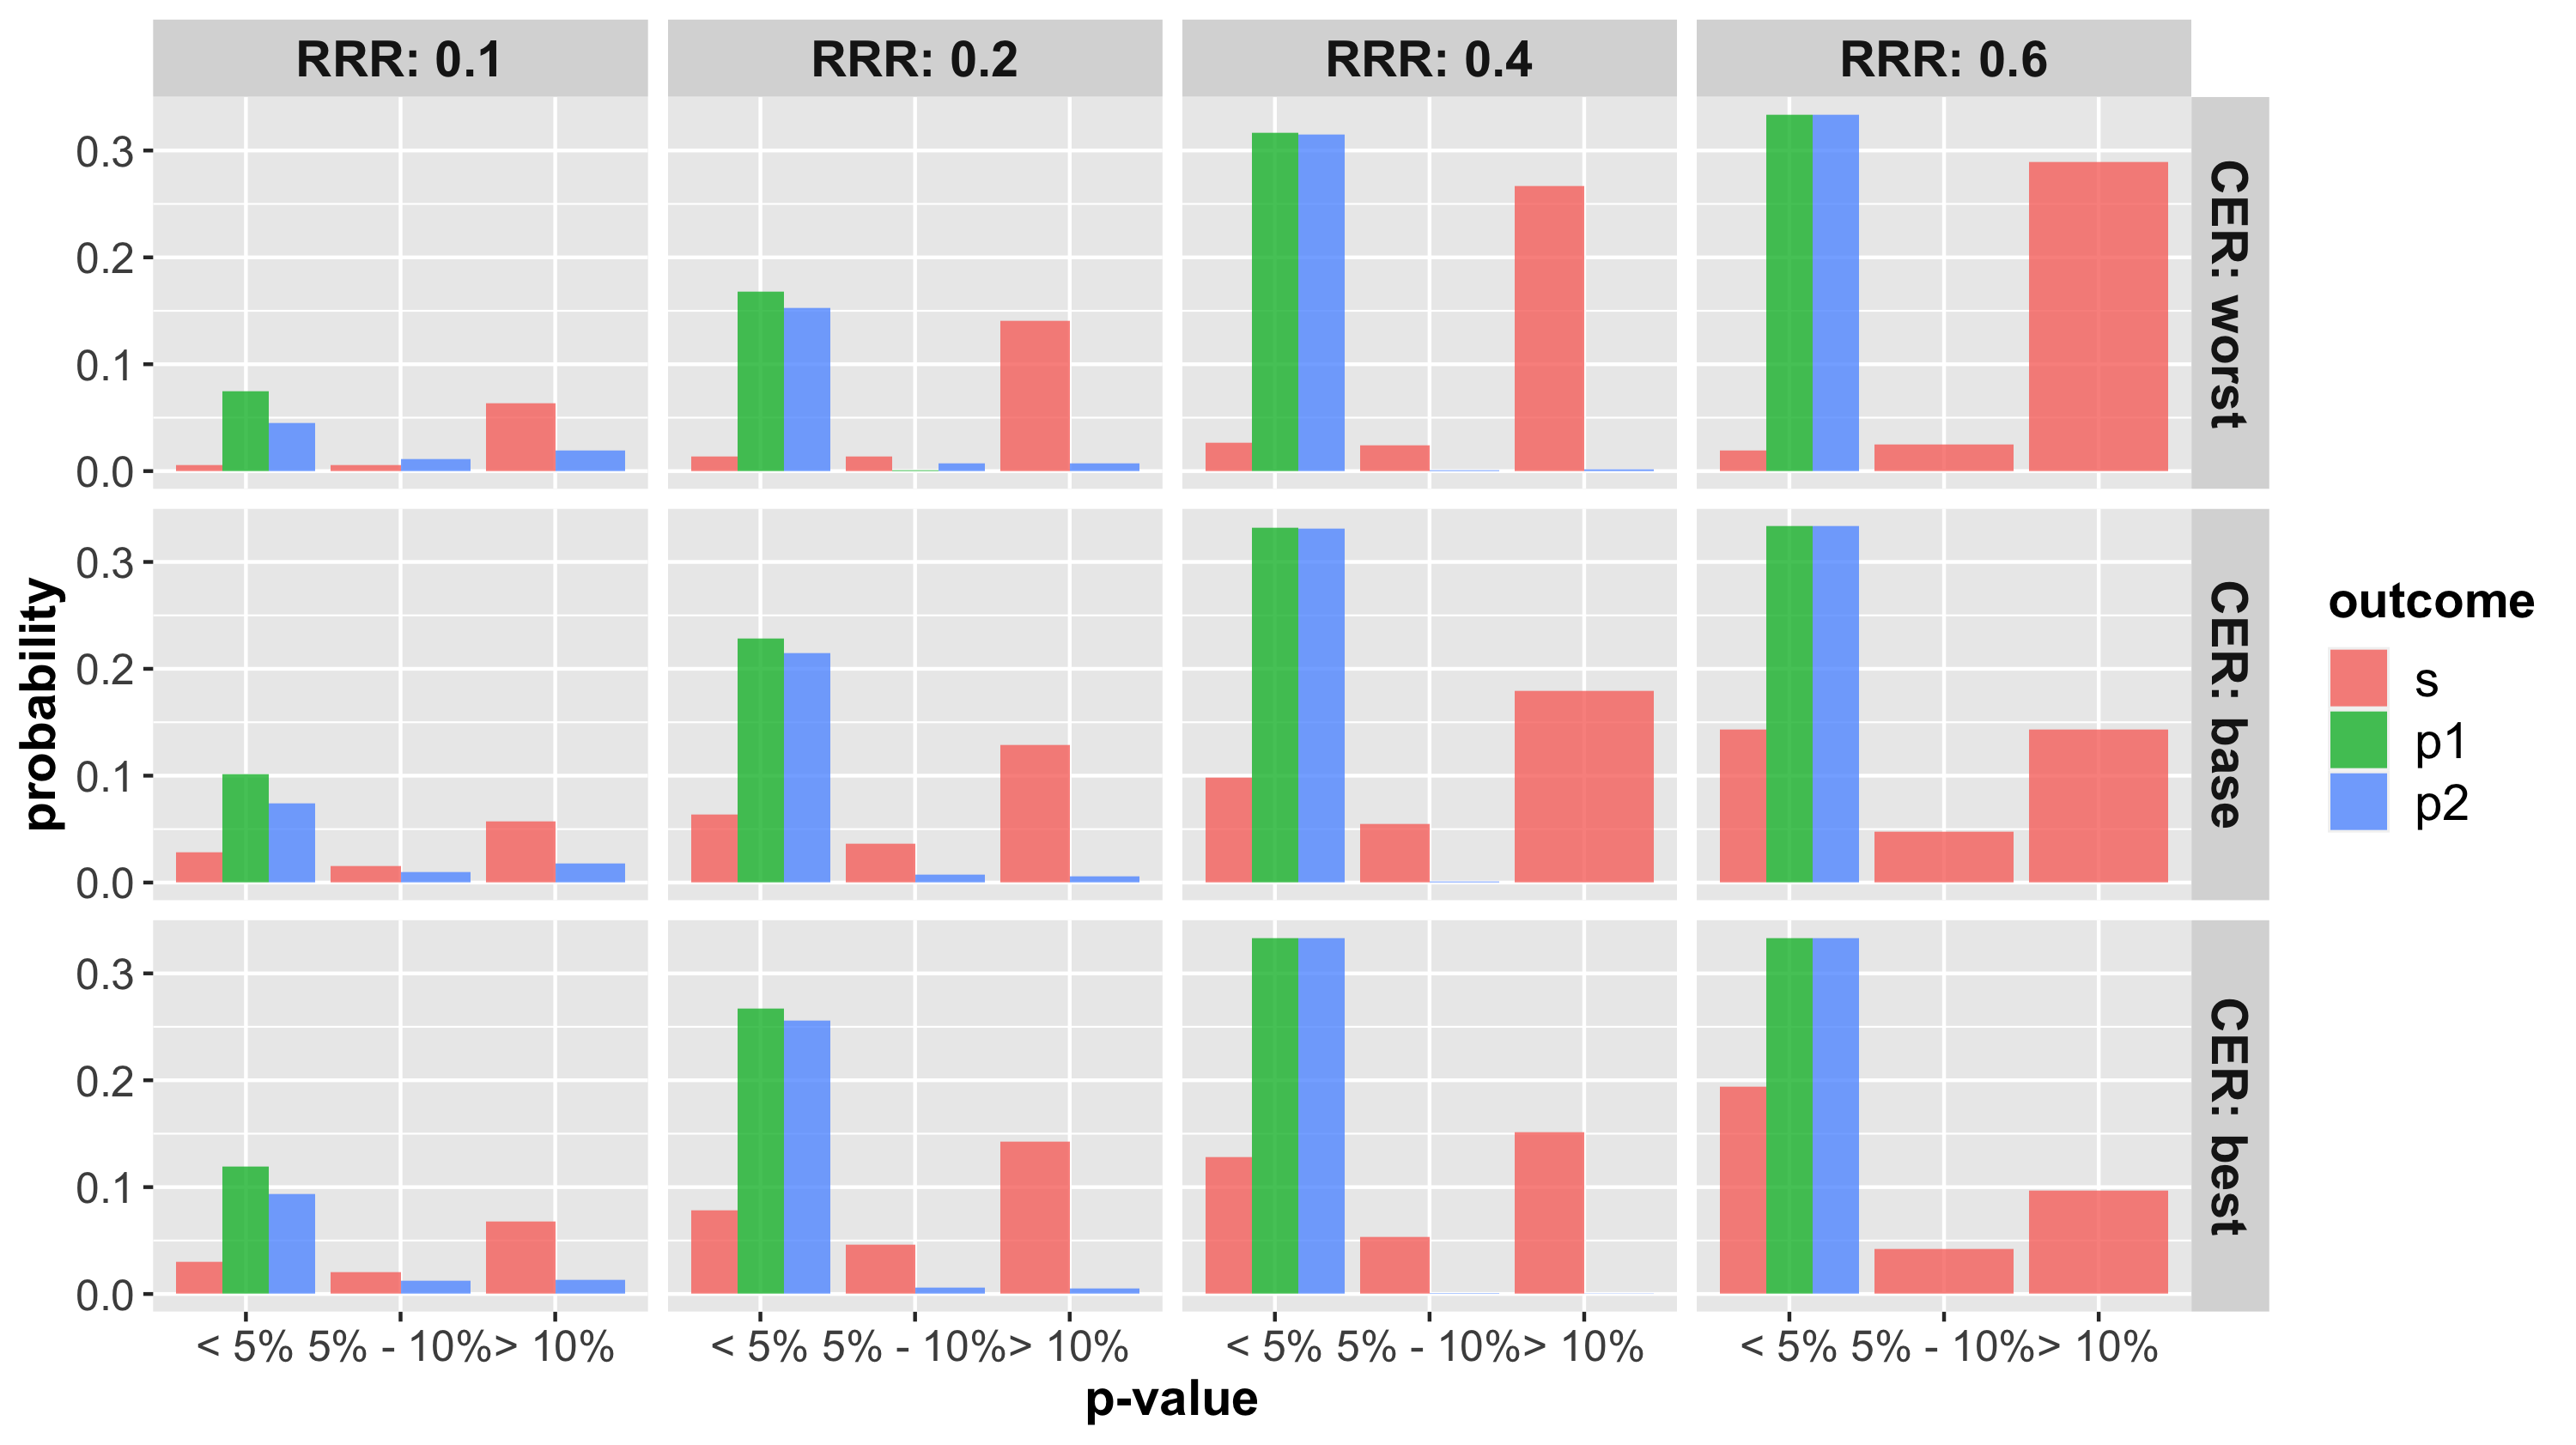 RRR: 0.1
RRR: 0.2
RRR: 0.4
RRR: 0.6
0.3
0.2
0.1
0.0
CER: worst
0.3
0.2
0.1
0.0
CER: base
0.3
0.2
0.1
0.0
CER: best
probability
< 5% 5% - 10% > 10%
< 5% 5% - 10% > 10%
< 5% 5% - 10% > 10%
< 5% 5% - 10% > 10%
p-value
outcome
s
p1
p2